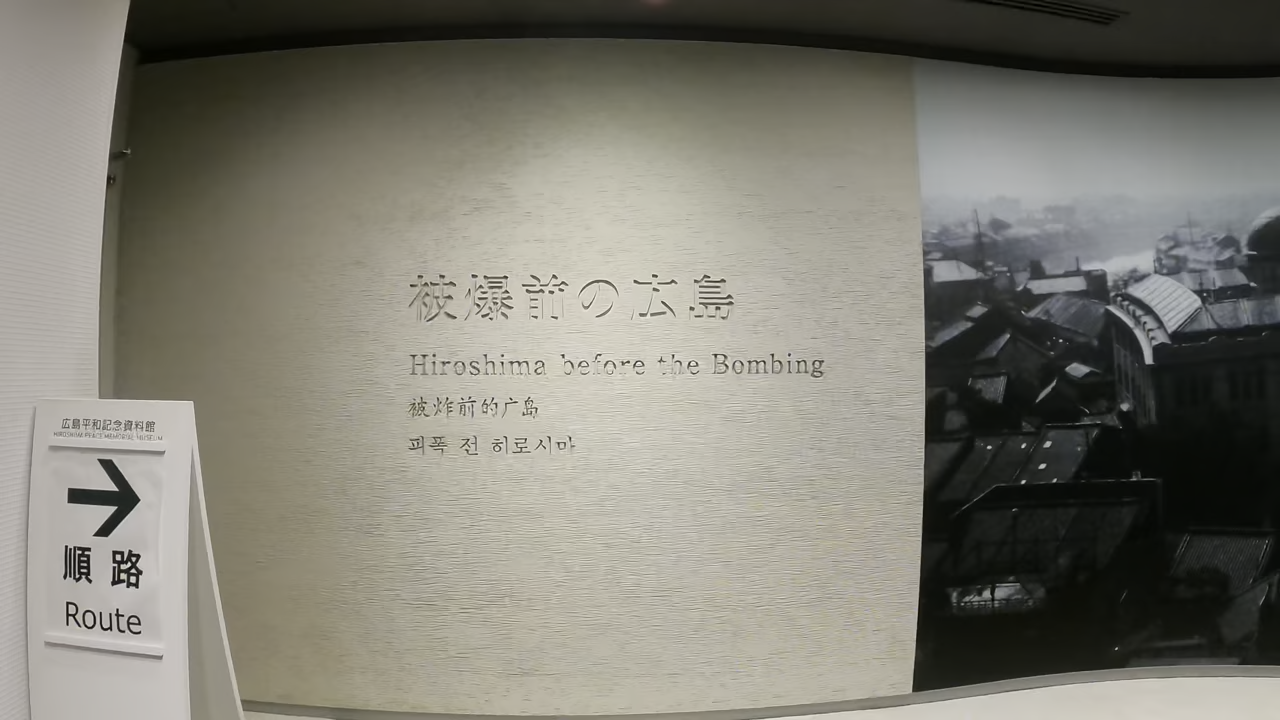 被爆前の広島
Hiroshima before the Bombing
被炸前的广岛
피폭 전 히로시마
広島平和記念資料館
HIROSHIMA PEACE MEMORIAL MUSEUM
順路
Route